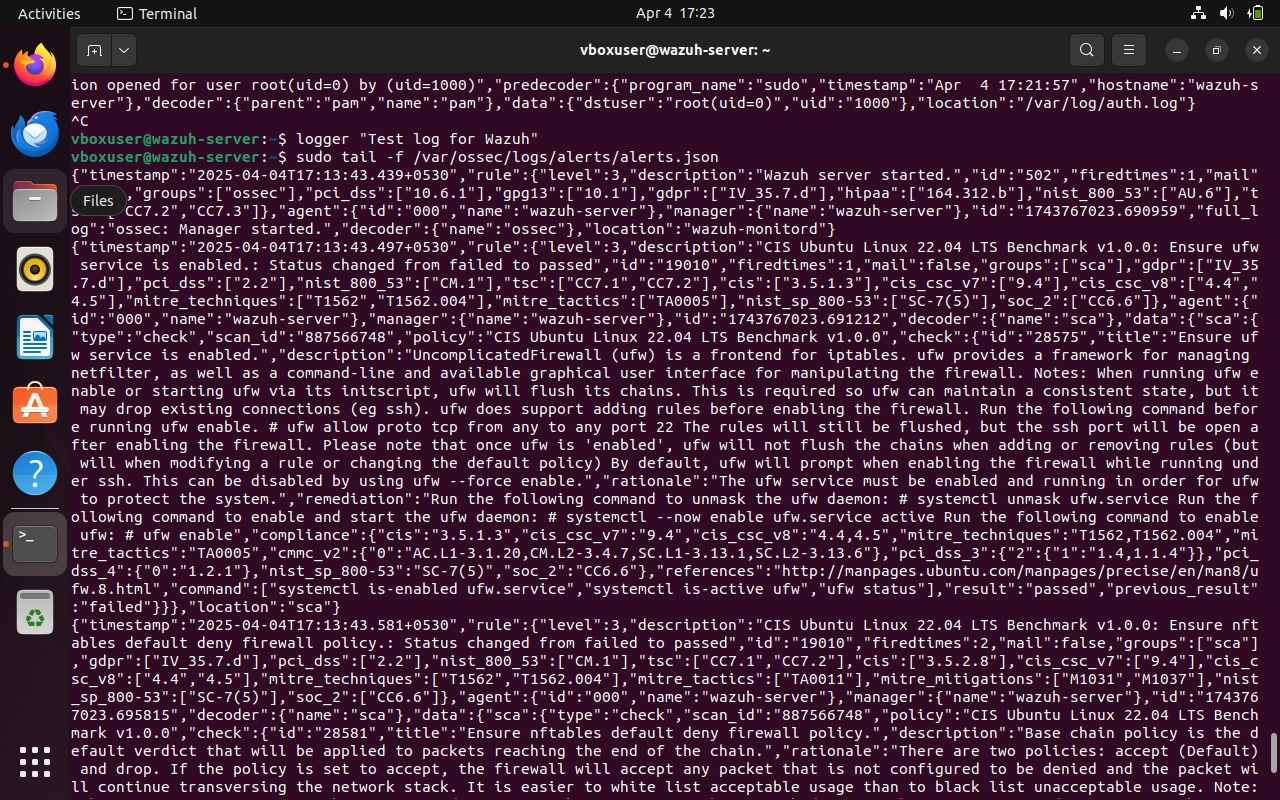 Activities
Terminal
Apr 4 17:23
vboxuser@wazuh-server: ~
ion opened for user root(uid=0) by (uid=1000)","predecoder":{"program_name":"sudo","timestamp":"Apr  4 17:21:57","hostname":"wazuh-s
erver"},"decoder":{"parent":"pam","name":"pam"},"data":{"dstuser":"root(uid=0)","uid":"1000"},"location":"/var/log/auth.log"}
^C
vboxuser@wazuh-server:~$ logger "Test log for Wazuh"
vboxuser@wazuh-server:~$ sudo tail -f /var/ossec/logs/alerts/alerts.json
{"timestamp":"2025-04-04T17:13:43.439+0530","rule":{"level":3,"description":"Wazuh server started.","id":"502","firedtimes":1,"mail"
,"groups":["ossec"],"pci_dss":["10.6.1"],"gpg13":["10.1"],"gdpr":["IV_35.7.d"],"hipaa":["164.312.b"],"nist_800_53":["AU.6"],"t
Files
["CC7.2","CC7.3"]},"agent":{"id":"000","name":"wazuh-server"},"manager":{"name":"wazuh-server"},"id":"1743767023.690959","full_l
og":"ossec: Manager started.","decoder":{"name":"ossec"},"location":"wazuh-monitord"}
{"timestamp":"2025-04-04T17:13:43.497+0530","rule":{"level":3,"description":"CIS Ubuntu Linux 22.04 LTS Benchmark v1.0.0: Ensure ufw
 service is enabled.: Status changed from failed to passed","id":"19010","firedtimes":1,"mail":false,"groups":["sca"],"gdpr":["IV_35
.7.d"],"pci_dss":["2.2"],"nist_800_53":["CM.1"],"tsc":["CC7.1","CC7.2"],"cis":["3.5.1.3"],"cis_csc_v7":["9.4"],"cis_csc_v8":["4.4","
4.5"],"mitre_techniques":["T1562","T1562.004"],"mitre_tactics":["TA0005"],"nist_sp_800-53":["SC-7(5)"],"soc_2":["CC6.6"]},"agent":{"
id":"000","name":"wazuh-server"},"manager":{"name":"wazuh-server"},"id":"1743767023.691212","decoder":{"name":"sca"},"data":{"sca":{
"type":"check","scan_id":"887566748","policy":"CIS Ubuntu Linux 22.04 LTS Benchmark v1.0.0","check":{"id":"28575","title":"Ensure uf
w service is enabled.","description":"UncomplicatedFirewall (ufw) is a frontend for iptables. ufw provides a framework for managing
netfilter, as well as a command-line and available graphical user interface for manipulating the firewall. Notes: When running ufw e
nable or starting ufw via its initscript, ufw will flush its chains. This is required so ufw can maintain a consistent state, but it
 may drop existing connections (eg ssh). ufw does support adding rules before enabling the firewall. Run the following command befor
e running ufw enable. # ufw allow proto tcp from any to any port 22 The rules will still be flushed, but the ssh port will be open a
fter enabling the firewall. Please note that once ufw is 'enabled', ufw will not flush the chains when adding or removing rules (but
 will when modifying a rule or changing the default policy) By default, ufw will prompt when enabling the firewall while running und
er ssh. This can be disabled by using ufw --force enable.","rationale":"The ufw service must be enabled and running in order for ufw
 to protect the system.","remediation":"Run the following command to unmask the ufw daemon: # systemctl unmask ufw.service Run the f
ollowing command to enable and start the ufw daemon: # systemctl --now enable ufw.service active Run the following command to enable
 ufw: # ufw enable","compliance":{"cis":"3.5.1.3","cis_csc_v7":"9.4","cis_csc_v8":"4.4,4.5","mitre_techniques":"T1562,T1562.004","mi
tre_tactics":"TA0005","cmmc_v2":{"0":"AC.L1-3.1.20,CM.L2-3.4.7,SC.L1-3.13.1,SC.L2-3.13.6"},"pci_dss_3":{"2":{"1":"1.4,1.1.4"}},"pci_
dss_4":{"0":"1.2.1"},"nist_sp_800-53":"SC-7(5)","soc_2":"CC6.6"},"references":"http://manpages.ubuntu.com/manpages/precise/en/man8/u
fw.8.html","command":["systemctl is-enabled ufw.service","systemctl is-active ufw","ufw status"],"result":"passed","previous_result"
:"failed"}}},"location":"sca"}
{"timestamp":"2025-04-04T17:13:43.581+0530","rule":{"level":3,"description":"CIS Ubuntu Linux 22.04 LTS Benchmark v1.0.0: Ensure nft
ables default deny firewall policy.: Status changed from failed to passed","id":"19010","firedtimes":2,"mail":false,"groups":["sca"]
,"gdpr":["IV_35.7.d"],"pci_dss":["2.2"],"nist_800_53":["CM.1"],"tsc":["CC7.1","CC7.2"],"cis":["3.5.2.8"],"cis_csc_v7":["9.4"],"cis_c
sc_v8":["4.4","4.5"],"mitre_techniques":["T1562","T1562.004"],"mitre_tactics":["TA0011"],"mitre_mitigations":["M1031","M1037"],"nist
_sp_800-53":["SC-7(5)"],"soc_2":["CC6.6"]},"agent":{"id":"000","name":"wazuh-server"},"manager":{"name":"wazuh-server"},"id":"174376
7023.695815","decoder":{"name":"sca"},"data":{"sca":{"type":"check","scan_id":"887566748","policy":"CIS Ubuntu Linux 22.04 LTS Bench
mark v1.0.0","check":{"id":"28581","title":"Ensure nftables default deny firewall policy.","description":"Base chain policy is the d
efault verdict that will be applied to packets reaching the end of the chain.","rationale":"There are two policies: accept (Default)
 and drop. If the policy is set to accept, the firewall will accept any packet that is not configured to be denied and the packet wi
ll continue transversing the network stack. It is easier to white list acceptable usage than to black list unacceptable usage. Note: